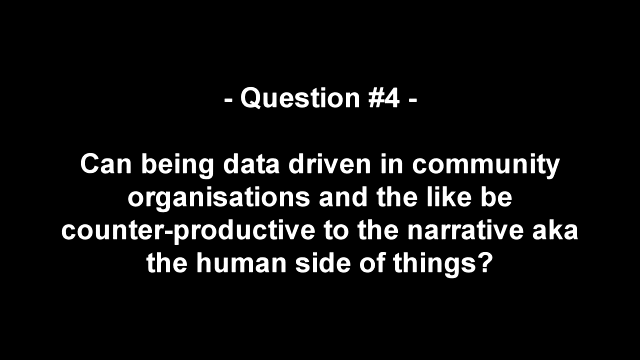 - Question #4 -
Can being data driven in community
organisations and the like be
counter-productive to the narrative aka
the human side of things?